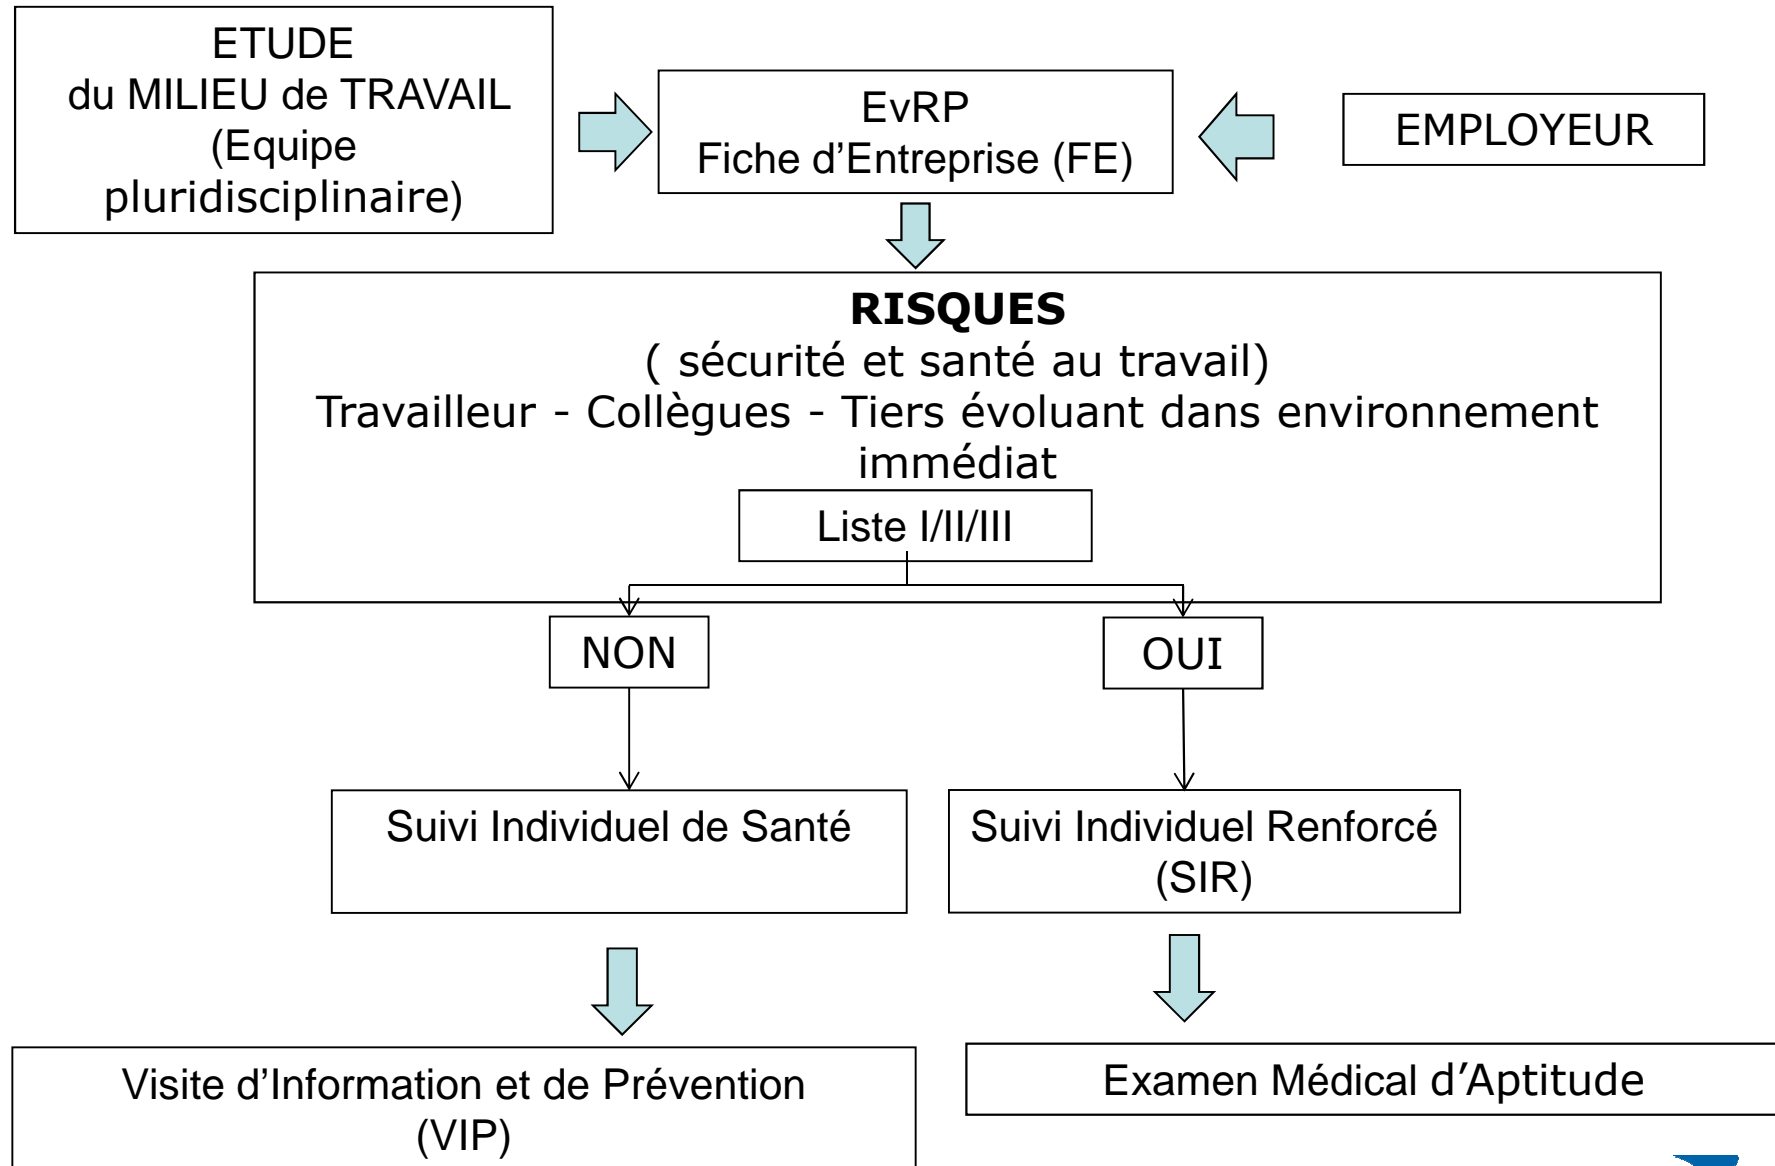 ETUDE
du MILIEU de TRAVAIL
(Equipe
pluridisciplinaire)
EvRP
Fiche d’Entreprise (FE)
EMPLOYEUR
RISQUES
( sécurité et santé au travail)
Travailleur - Collègues - Tiers évoluant dans environnement
immédiat
Liste I/II/III
NON
OUI
Suivi Individuel de Santé
Suivi Individuel Renforcé
(SIR)
Visite d’Information et de Prévention
(VIP)
Examen Médical d’Aptitude